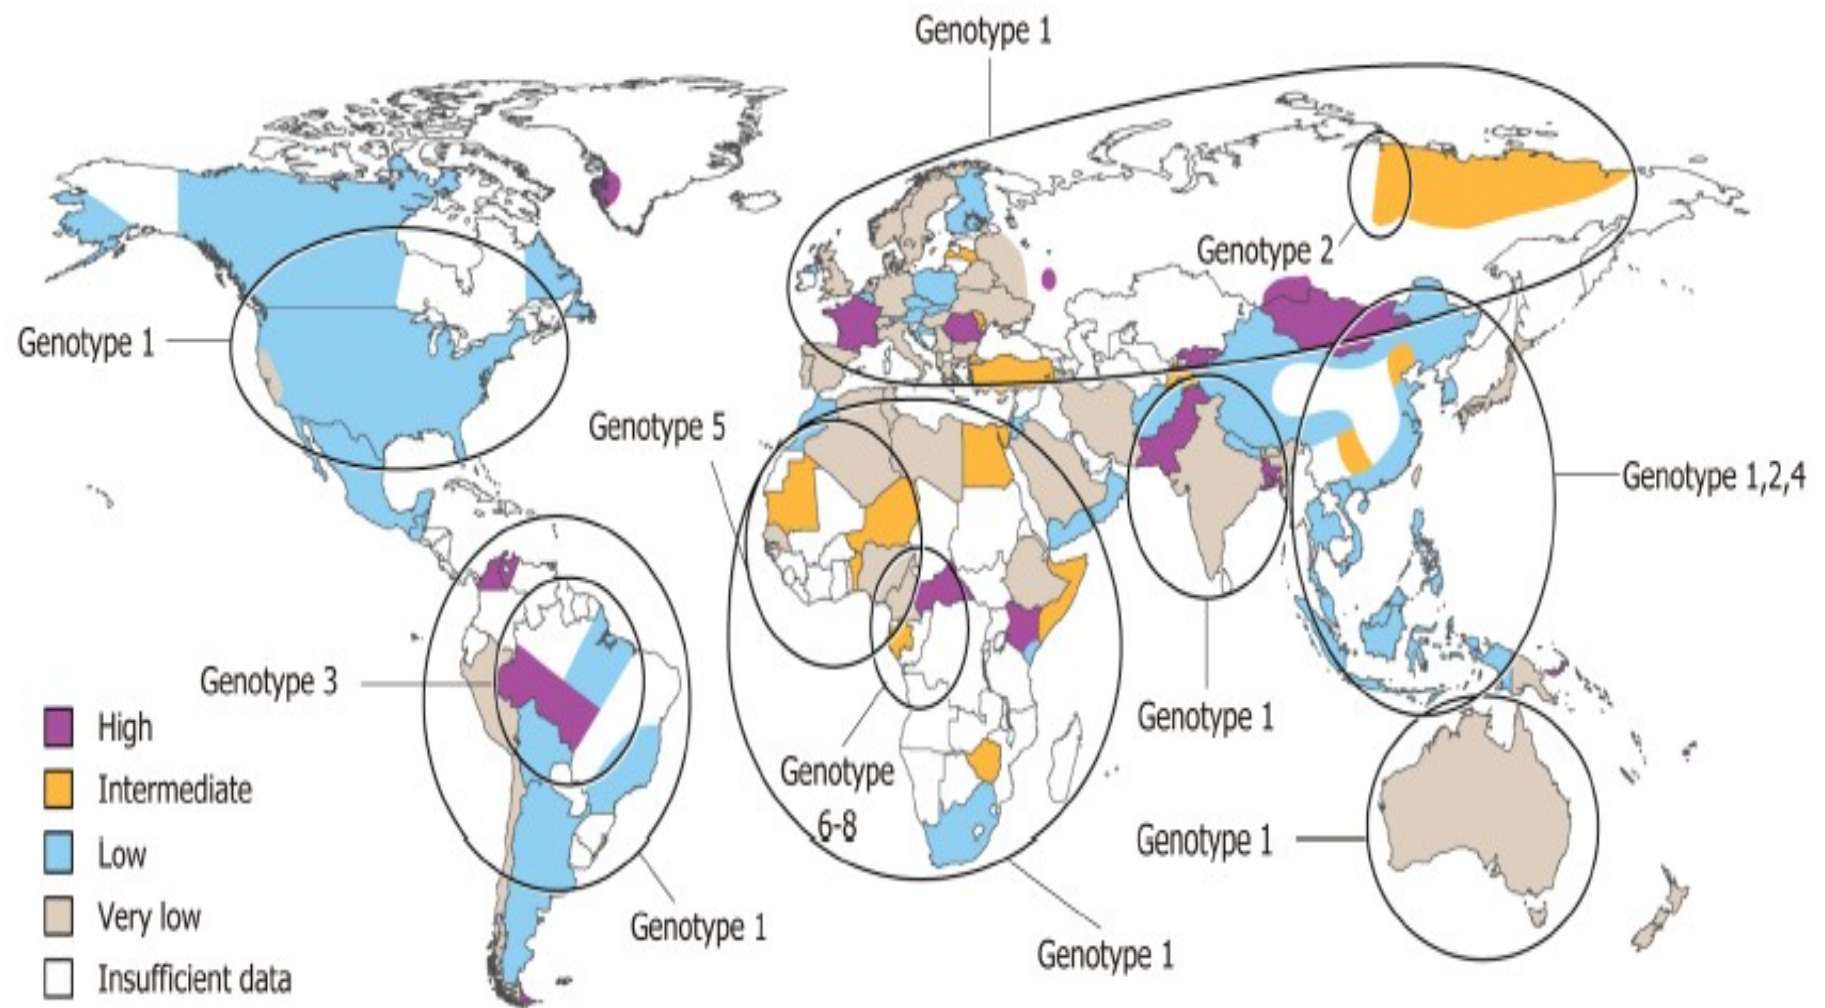 Genotype 1
Genotype 2
Genotype 1
Genotype 5
Genotype 1,2,4
Genotype 3
Genotype 1
Genotype
6-8
Genotype 1
Genotype 1
Genotype 1
High
Intermediate
Low
Very low
Insufficient data